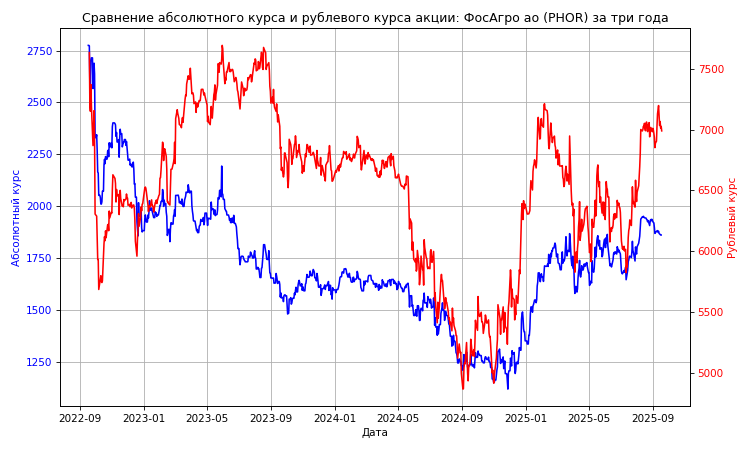 Сравнение абсолютного курса и рублевого курса акции: ФосАгро ао (PHOR) за три года
2750
2500
2250
2000
1750
1500
1250
Абсолютный курс
7500
7000
6500
6000
5500
5000
Рублевый курс
2022-09 2023-01 2023-05 2023-09 2024-01 2024-05 2024-09 2025-01 2025-05 2025-09
Дата